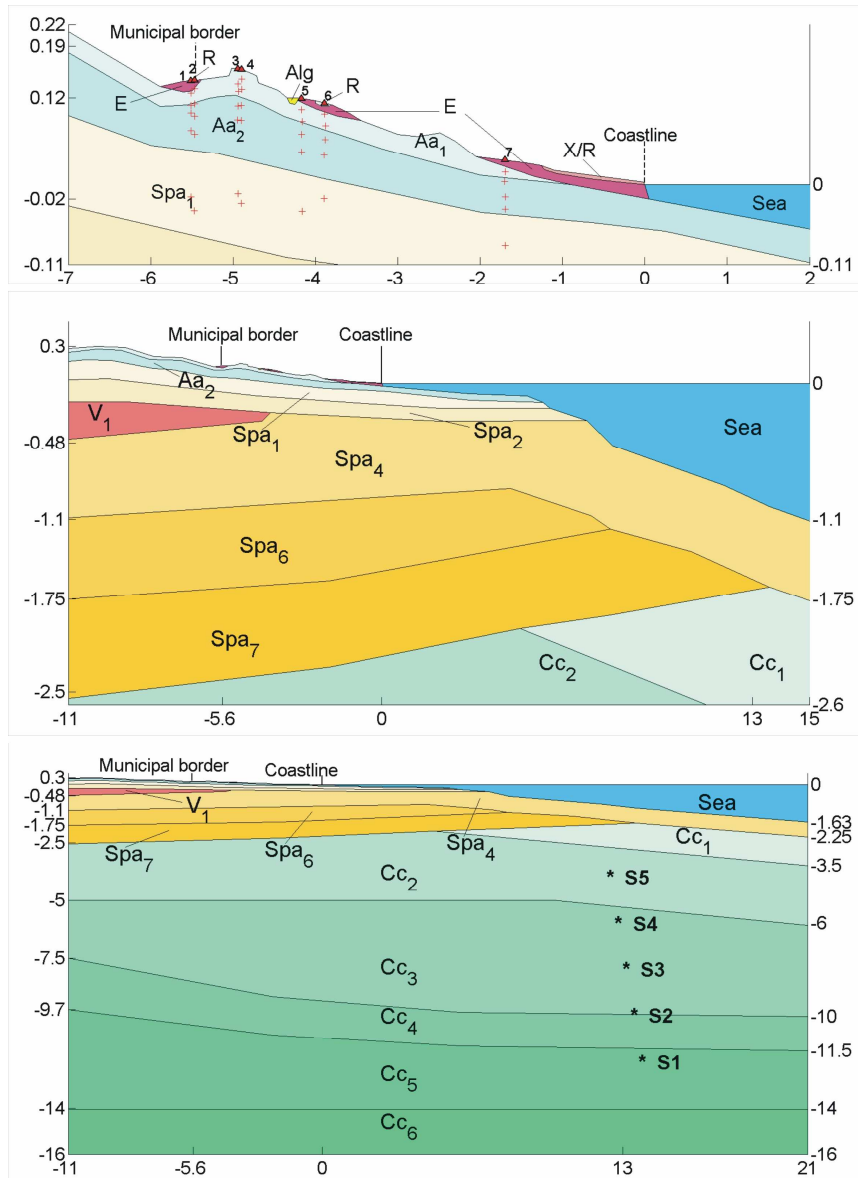 0.22
0.19
0.12
-0.02
-0.11
Municipal border
1 2 R 3 4
E
Alg
5 6 R
E
Aa2
Aa1
7
X/R
Coastline
Spa1
Sea
0
-0.11
-7 -6 -5 -4 -3 -2 -1 0 1 2
Municipal border Coastline
0.3
-0.48
-1.1
-1.75
-2.5
Aa2
V1
Spa1
Spa2
Spa4
Spa6
Spa7
Cc2
Cc1
Sea
0
-1.1
-1.75
-2.6
-11 -5.6 0 13 15
Municipal border Coastline
0.3
-0.48
-1.1
-1.75
-2.5
-5
-7.5
-9.7
-14
-16
V1
Spa7
Spa6
Spa4
Sea
Cc1
Cc2
* S5
* S4
Cc3
* S3
Cc4
* S2
* S1
Cc5
Cc6
0
-1.63
-2.25
-3.5
-6
-10
-11.5
-14
-16
-11 -5.6 0 13 21